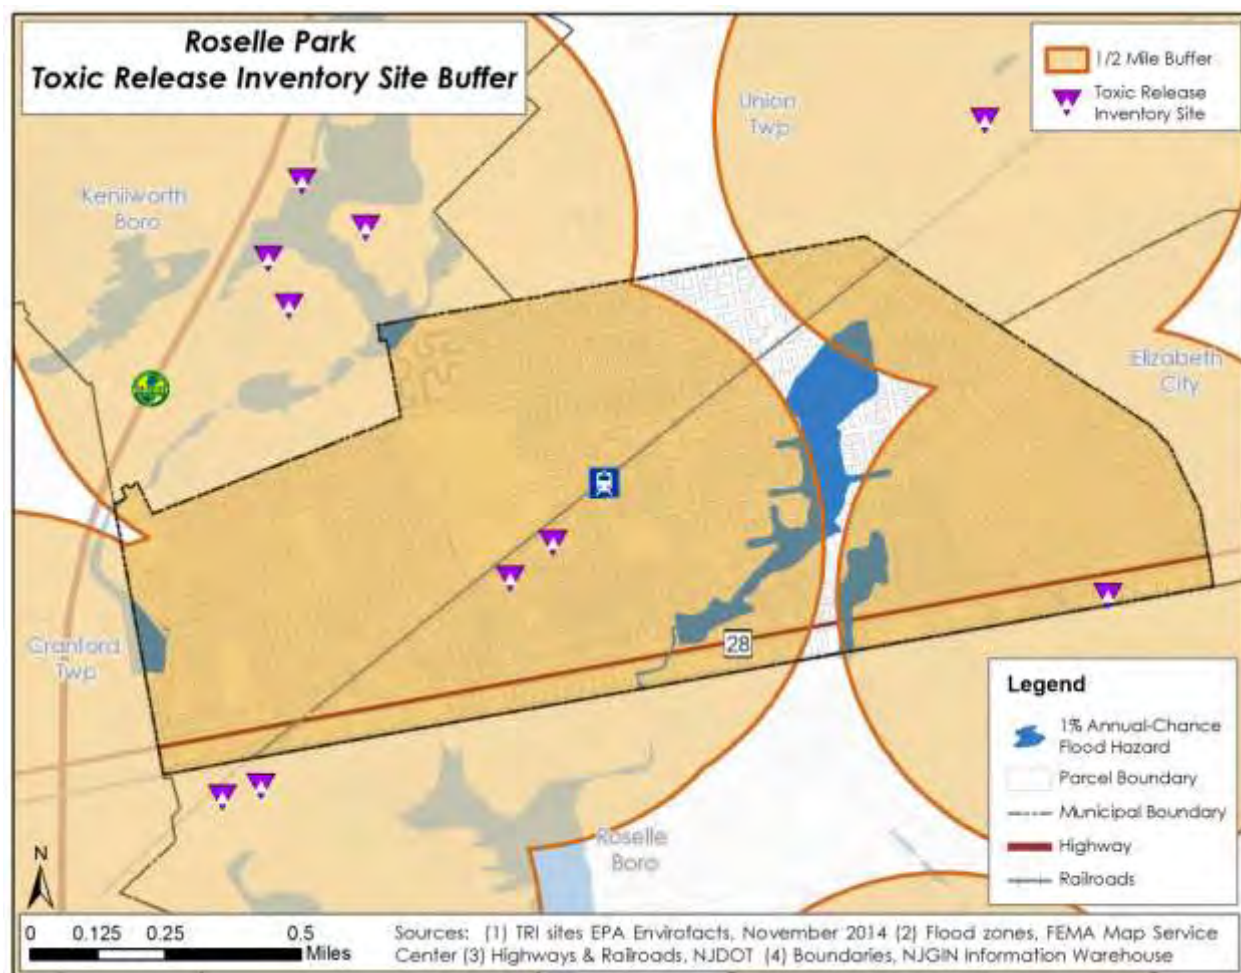 Roselle Park
Toxic Release Inventory Site Buffer
1/2 Mile Buffer
Toxic Release
Inventory Site
Union
Twp
Kenilworth
Boro
Elizabeth
City
Cranford
Twp
28
Roselle
Boro
Legend
1% Annual-Chance
Flood Hazard
Parcel Boundary
Municipal Boundary
Highway
Railroads
N
0 0.125 0.25 0.5
Miles
Sources: (1) TRI sites EPA Envirofacts, November 2014 (2) Flood zones, FEMA Map Service
Center (3) Highways & Railroads, NJDOT (4) Boundaries, NJGIN Information Warehouse